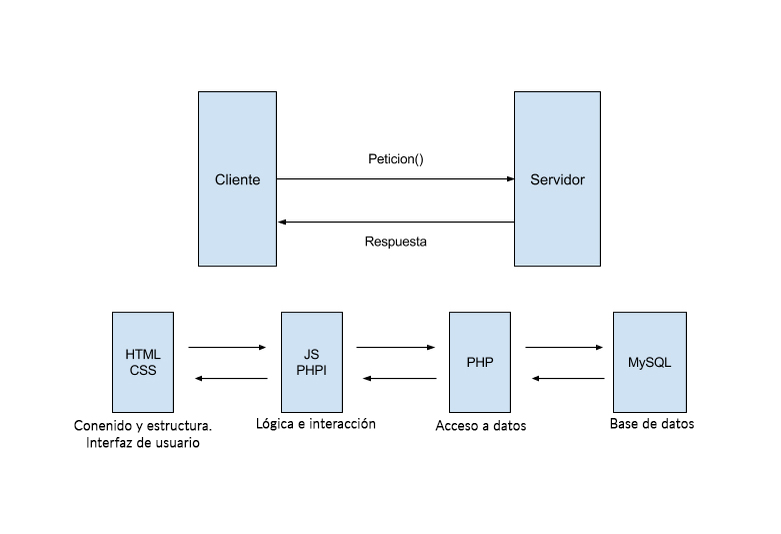 Peticion()
Cliente
Servidor
Respuesta
HTML
CSS
JS
PHPI
PHP
MySQL
Conenido y estructura.
Interfaz de usuario
Lógica e interacción
Acceso a datos
Base de datos